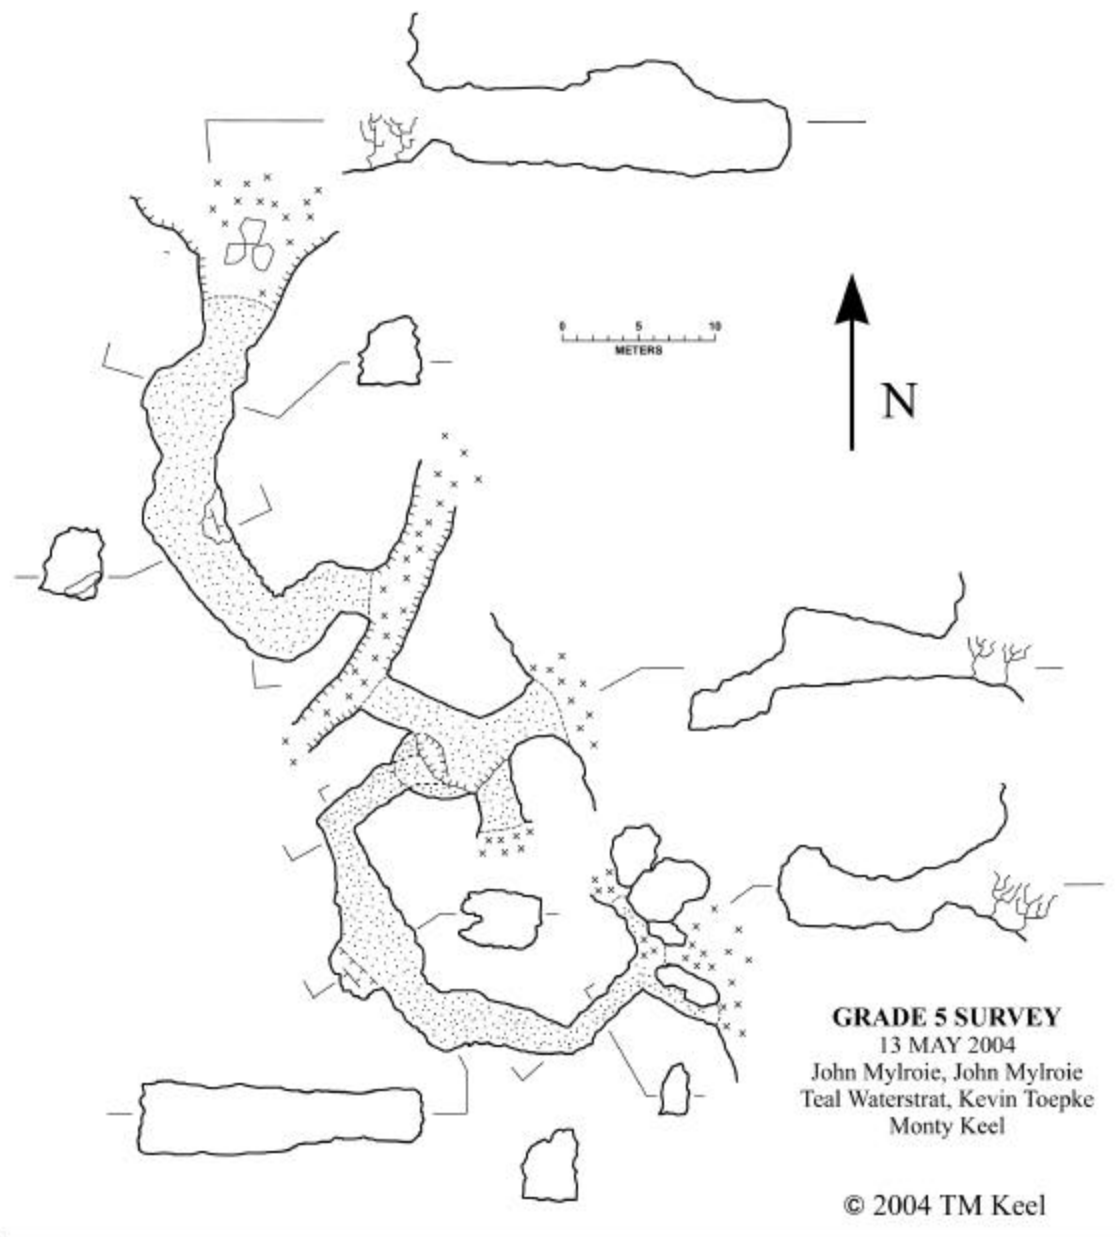 0 5 10
METERS
N
GRADE 5 SURVEY
13 MAY 2004
John Mylroie, John Mylroie
Teal Waterstrat, Kevin Toepke
Monty Keel
© 2004 TM Keel